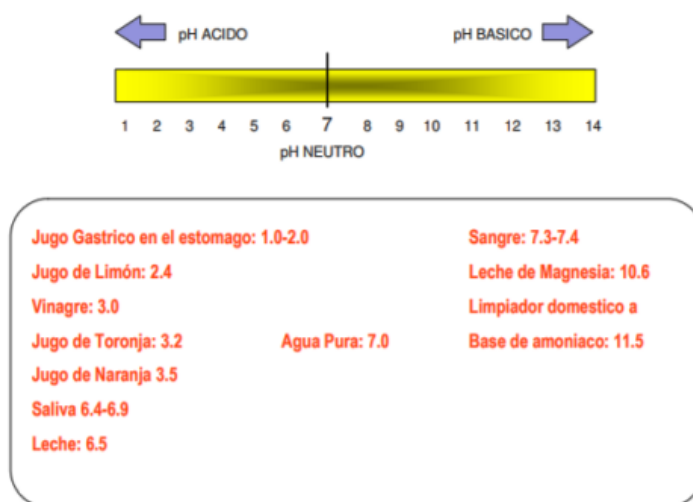 pH ACIDO
pH BASICO
1 2 3 4 5 6 7 8 9 10 11 12 13 14
pH NEUTRO
Jugo Gastrico en el estomago: 1.0-2.0
Jugo de Limón: 2.4
Vinagre: 3.0
Jugo de Toronja: 3.2
Jugo de Naranja 3.5
Saliva 6.4-6.9
Leche: 6.5
Agua Pura: 7.0
Sangre: 7.3-7.4
Leche de Magnesia: 10.6
Limpiador domestico a
Base de amoniaco: 11.5